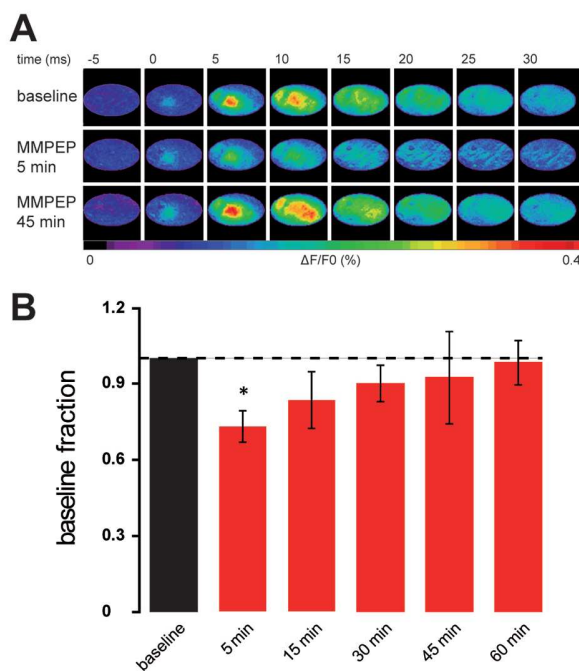 A
time (ms) -5 0 5 10 15 20 25 30
baseline
MMPEP
5 min
MMPEP
45 min
0 ΔF/F0 (%) 0.4
B
1.2
0.9
0.6
0.3
0
baseline fraction
*
baseline 5 min 15 min 30 min 45 min 60 min